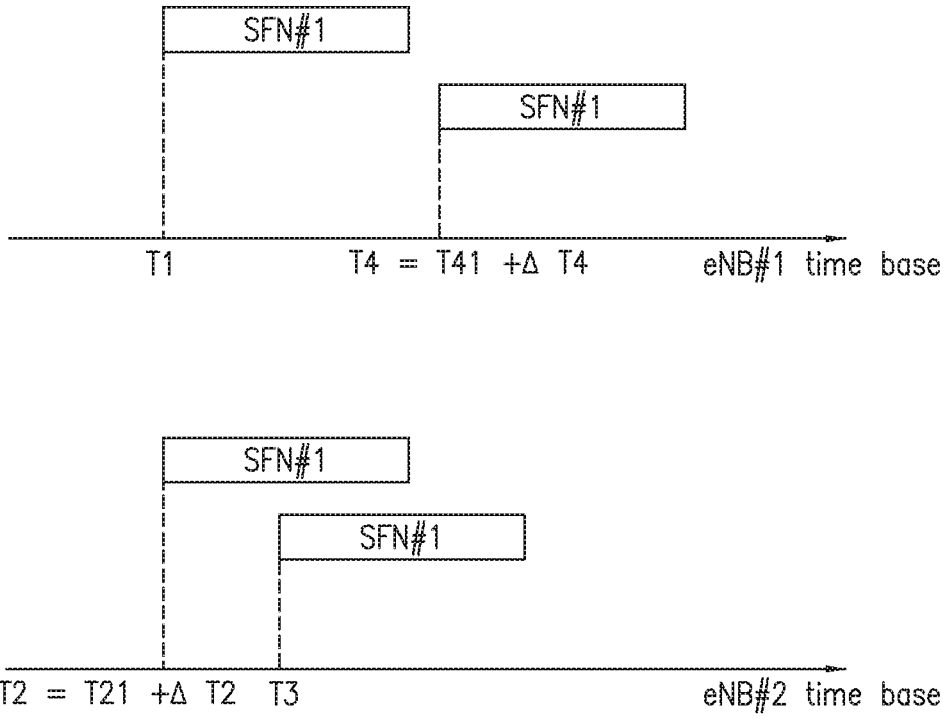 SFN#1
SFN#1
T1 T4 = T41 +Δ T4 eNB#1 time base
SFN#1
SFN#1
T2 = T21 +Δ T2 T3 eNB#2 time base